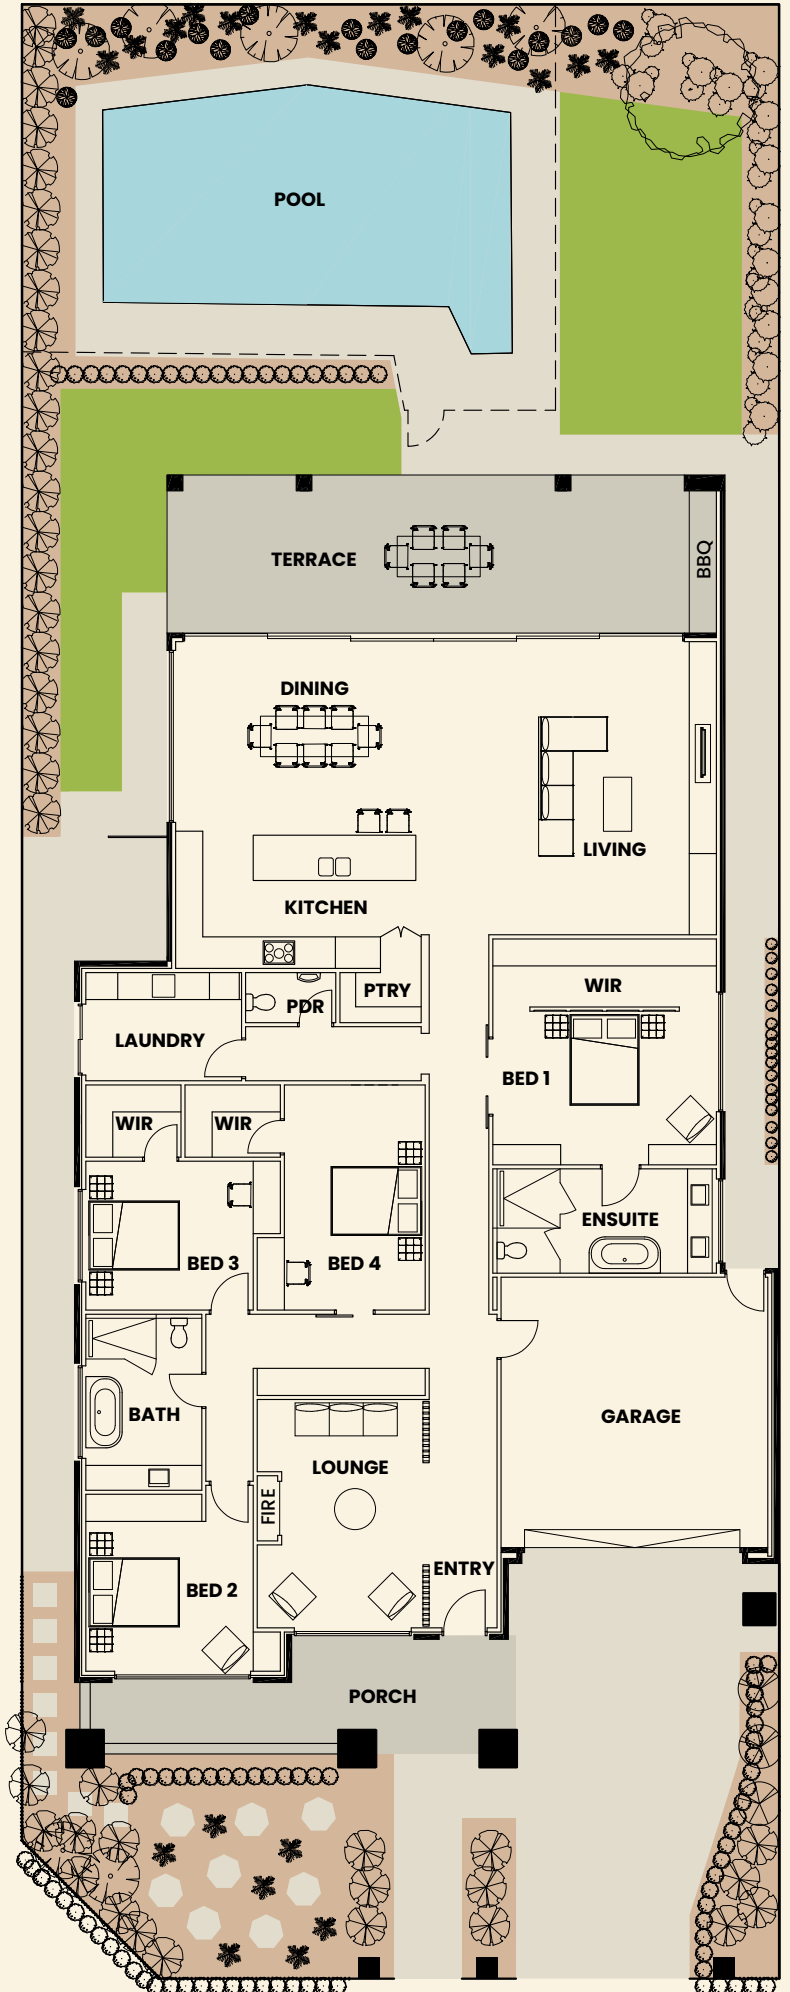 POOL
TERRACE
BBQ
DINING
LIVING
KITCHEN
WIR
PTRY
PDR
LAUNDRY
BED 1
WIR
WIR
ENSUITE
BED 3
BED 4
BATH
GARAGE
LOUNGE
FIRE
ENTRY
BED 2
PORCH